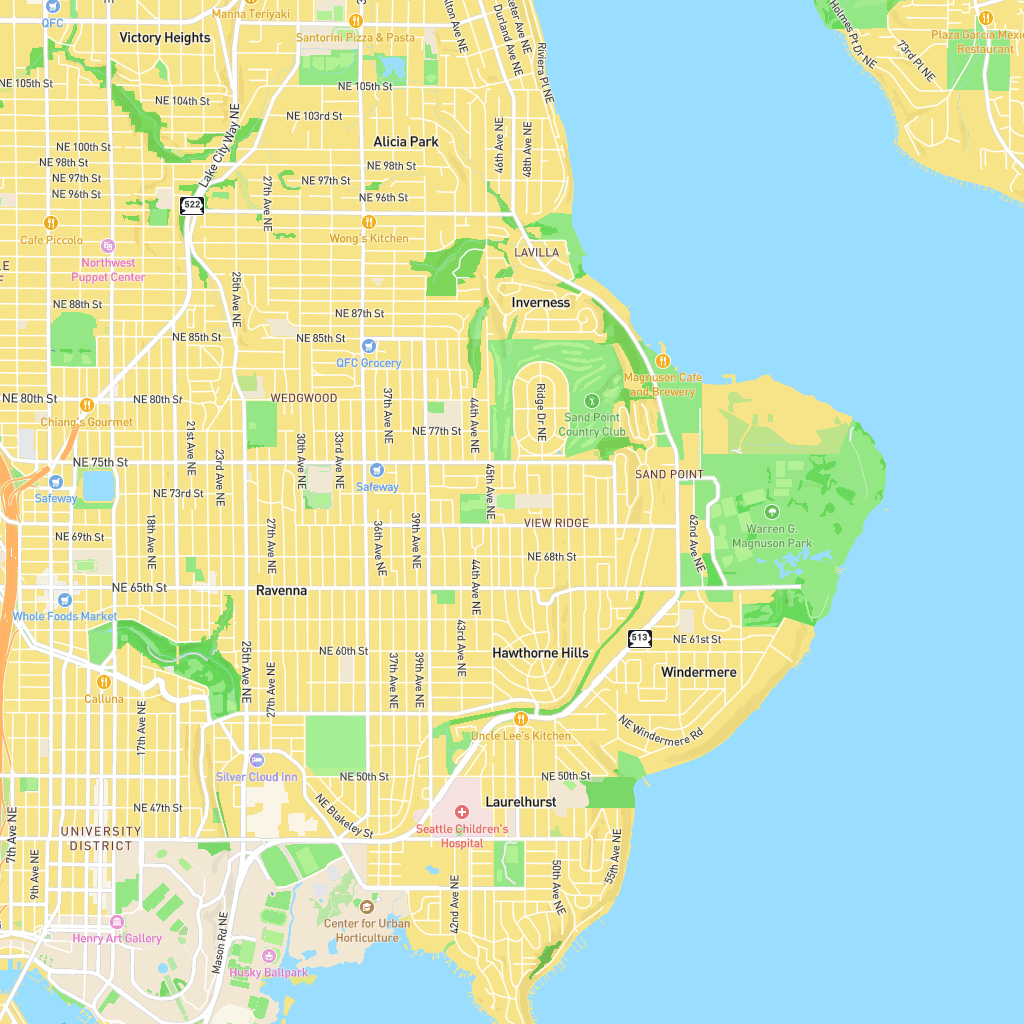 QFC
Manna Teriyaki
Victory Heights
Santorini Pizza & Pasta
Durland Ave NE
Riviera Pl NE
Holmes Pt Dr NE
73rd Pl NE
Plaza Garcia Mexic
Restaurant
NE 105th St
NE 105th St
NE 104th St
NE 103rd St
Lake City Way NE
Alicia Park
46th Ave NE
48th Ave NE
NE 100th St
NE 98th St
NE 98th St
NE 97th St
NE 97th St
NE 96th St
NE 96th St
27th Ave NE
522
Cafe Piccolo
Wong's Kitchen
Northwest
Puppet Center
LAVILLA
25th Ave NE
Inverness
NE 88th St
NE 87th St
NE 85th St
NE 85th St
QFC Grocery
Magnuson Cafe
and Brewery
NE 80th St
NE 80th St
WEDGWOOD
37th Ave NE
44th Ave NE
Ridge Dr NE
Sand Point
Country Club
Chiang's Gourmet
21st Ave NE
23rd Ave NE
30th Ave NE
33rd Ave NE
NE 77th St
NE 75th St
Safeway
Safeway
45th Ave NE
SAND POINT
NE 73rd St
18th Ave NE
27th Ave NE
36th Ave NE
39th Ave NE
VIEW RIDGE
62nd Ave NE
Warren G.
Magnuson Park
NE 69th St
NE 68th St
NE 65th St
Ravenna
44th Ave NE
Whole Foods Market
43rd Ave NE
513
NE 61st St
25th Ave NE
NE 60th St
Hawthorne Hills
Windermere
27th Ave NE
37th Ave NE
39th Ave NE
Calluna
17th Ave NE
Uncle Lee's Kitchen
NE Windermere Rd
Silver Cloud Inn
NE 50th St
NE 50th St
NE 47th St
NE Blakeley St
Laurelhurst
Seattle Children's
Hospital
7th Ave NE
UNIVERSITY
DISTRICT
9th Ave NE
42nd Ave NE
50th Ave NE
55th Ave NE
Mason Rd NE
Center for Urban
Horticulture
Henry Art Gallery
Husky Ballpark